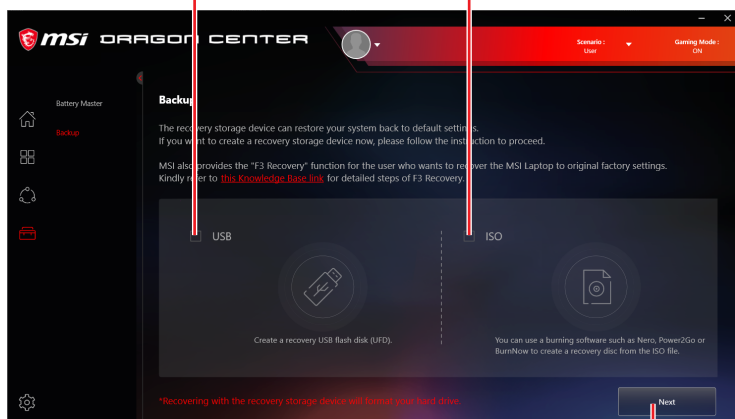 msi DRAGON CENTER
Scenario :
User
Gaming Mode :
ON
Battery Master
Backup
Backup
The recovery storage device can restore your system back to default settings.
If you want to create a recovery storage device now, please follow the instruction to proceed.
MSI also provides the "F3 Recovery" function for the user who wants to recover the MSI Laptop to original factory settings.
Kindly refer to this Knowledge Base link for detailed steps of F3 Recovery.
USB
ISO
Create a recovery USB flash disk (UFD).
You can use a burning software such as Nero, Power2Go or
BurnNow to create a recovery disc from the ISO file.
*Recovering with the recovery storage device will format your hard drive.
Next